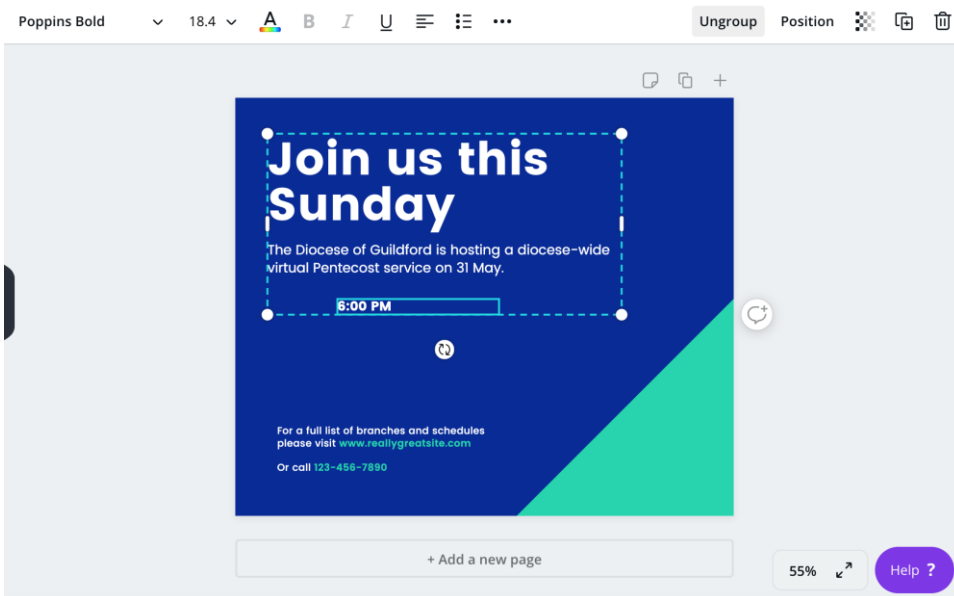 Poppins Bold 18.4 A B I U Ungroup Position
Join us this
Sunday
The Diocese of Guildford is hosting a diocese-wide
virtual Pentecost service on 31 May.
6:00 PM
For a full list of branches and schedules
please visit www.reallygreatsite.com
Or call 123-456-7890
+ Add a new page
55% Help ?